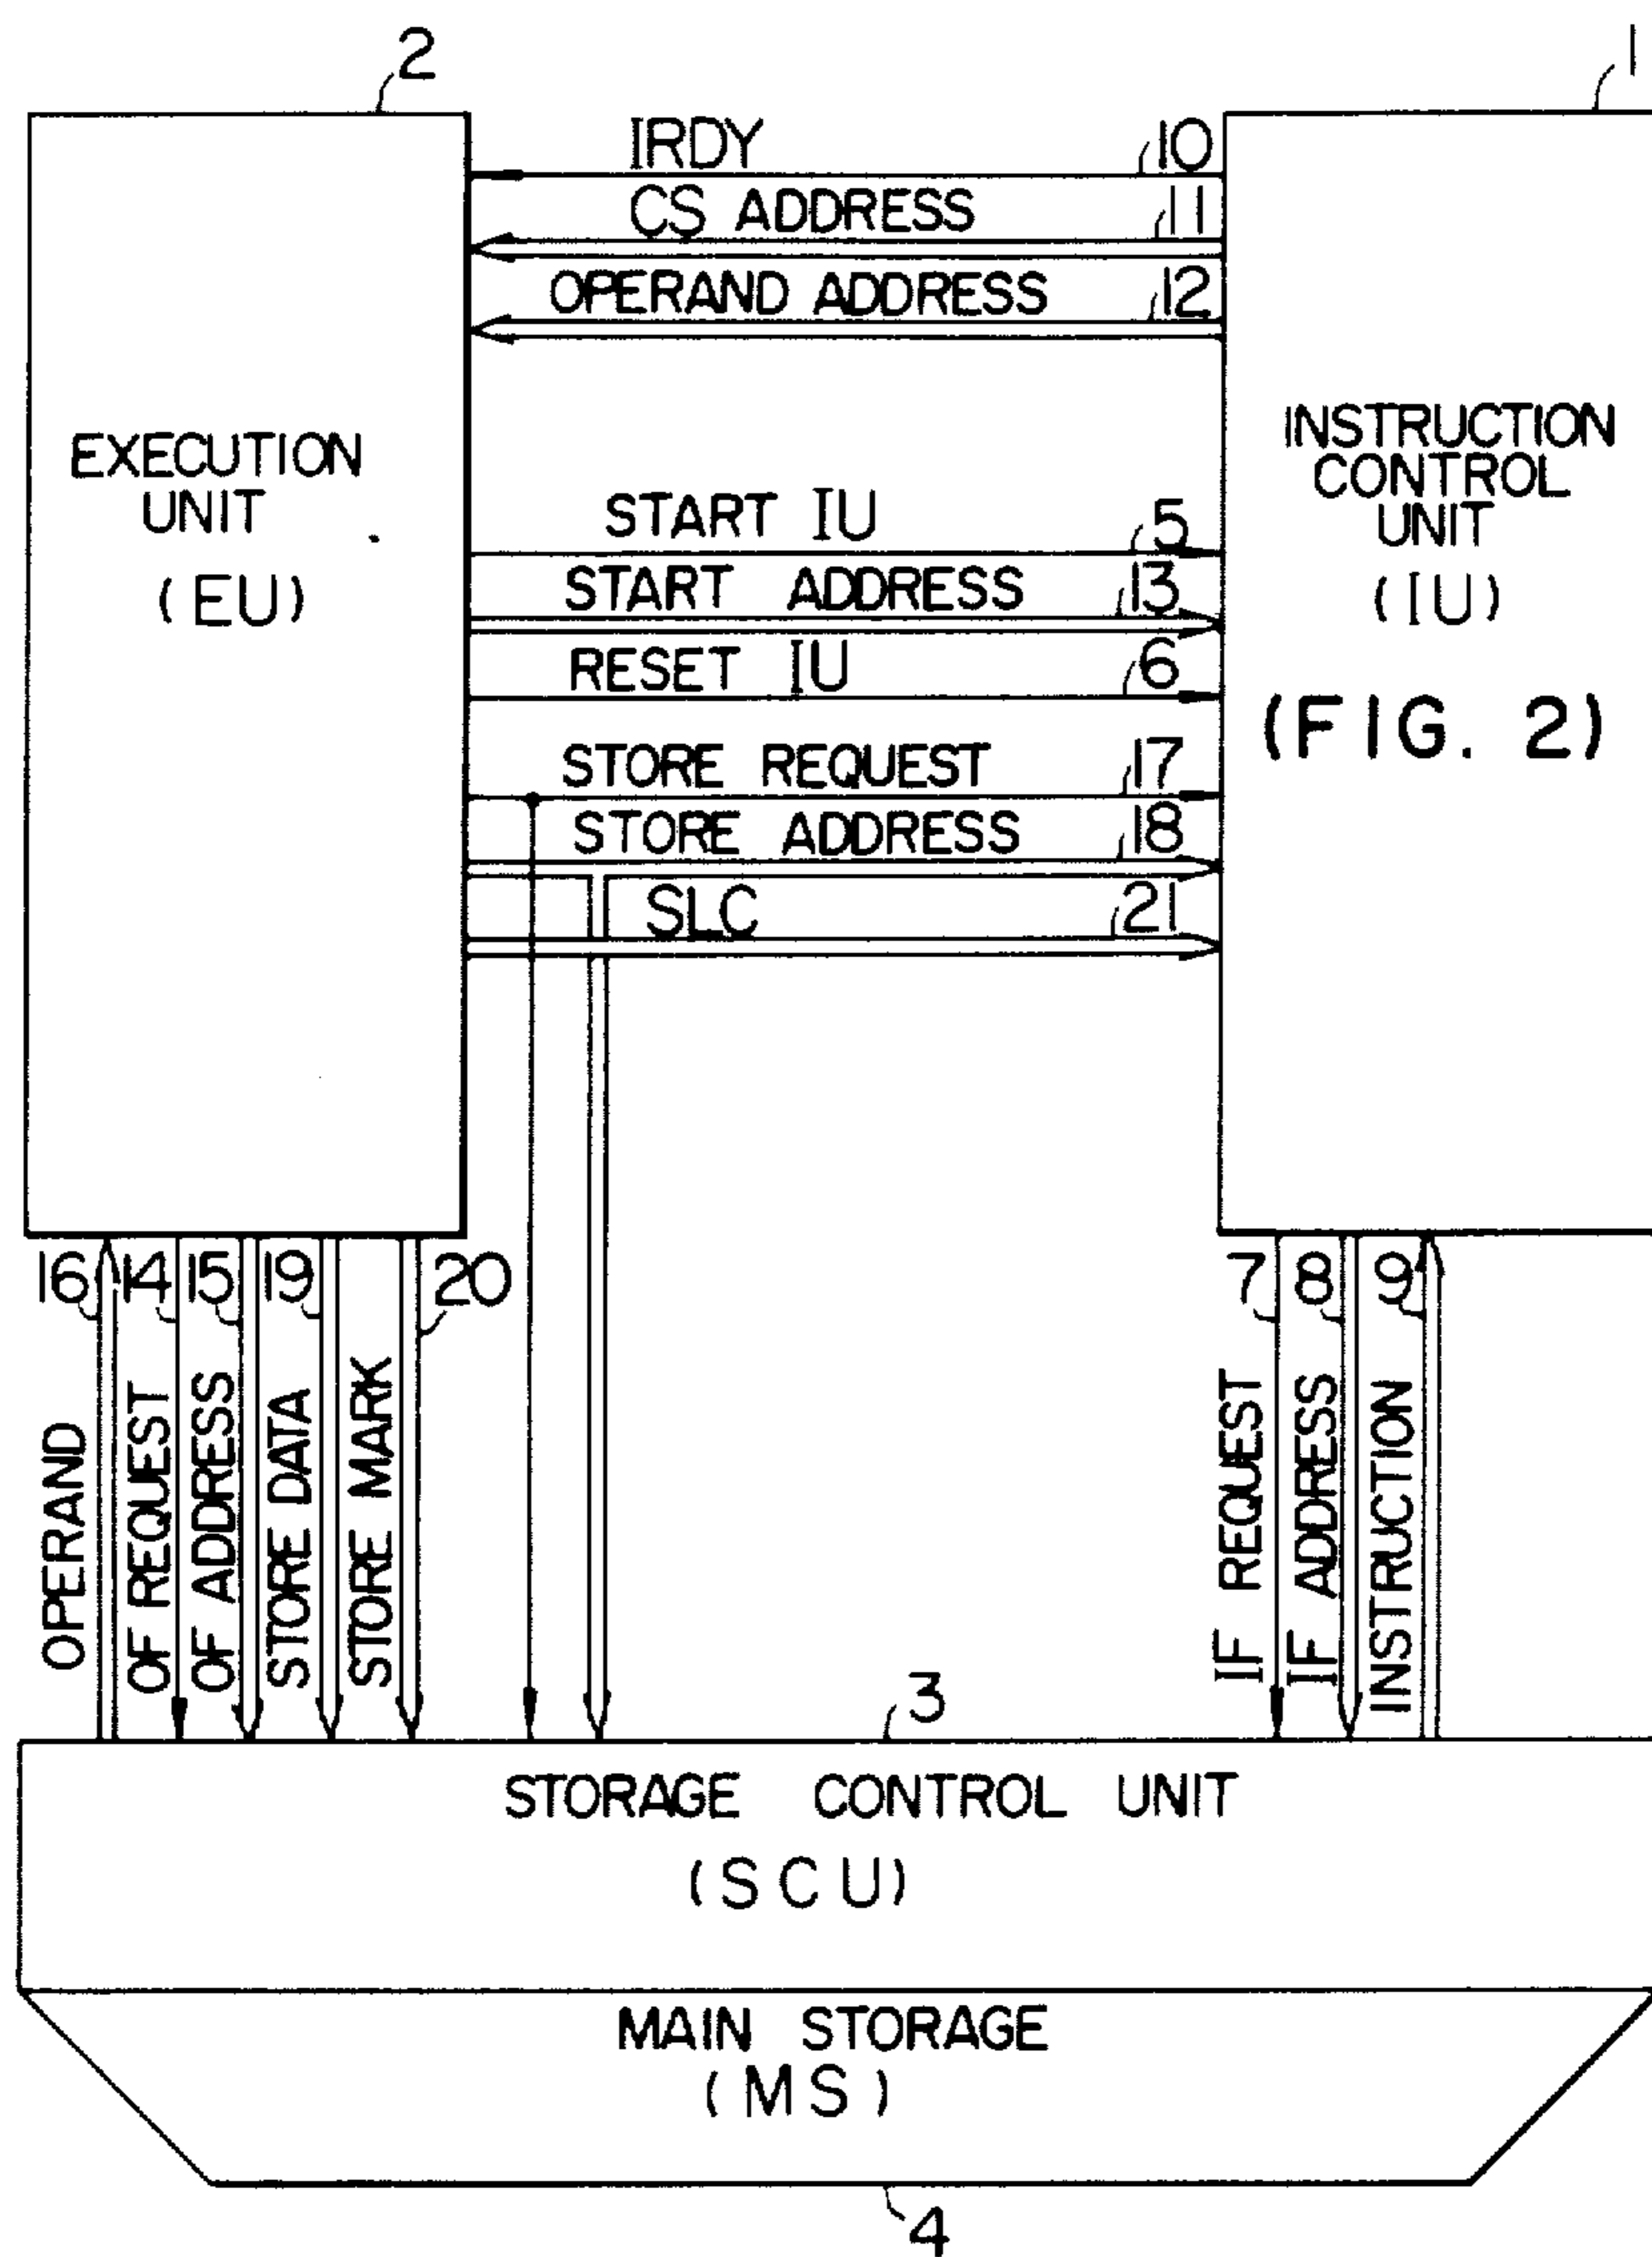 2
1
IRDY 10
CS ADDRESS 11
OPERAND ADDRESS 12
EXECUTION
UNIT
(EU)
INSTRUCTION
CONTROL
UNIT
(IU)
(FIG. 2)
START IU 5
START ADDRESS 13
RESET IU 6
STORE REQUEST 17
STORE ADDRESS 18
SLC 21
16 14 15 19 20
7 8 9
OPERAND
OF REQUEST
OF ADDRESS
STORE DATA
STORE MARK
IF REQUEST
IF ADDRESS
INSTRUCTION
3
STORAGE CONTROL UNIT
(SCU)
MAIN STORAGE
(MS)
4